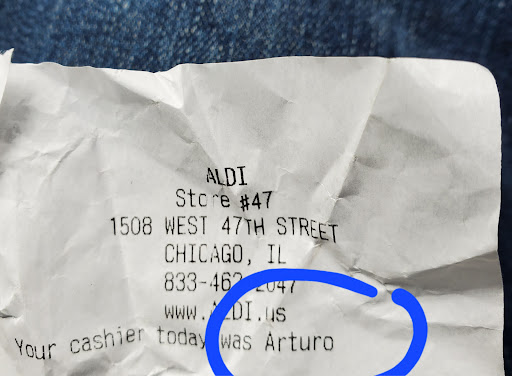 ALDI
Store #47
1508 WEST 47TH STREET
CHICAGO, IL
833-462-2047
www.ALDI.us
Your cashier today was Arturo